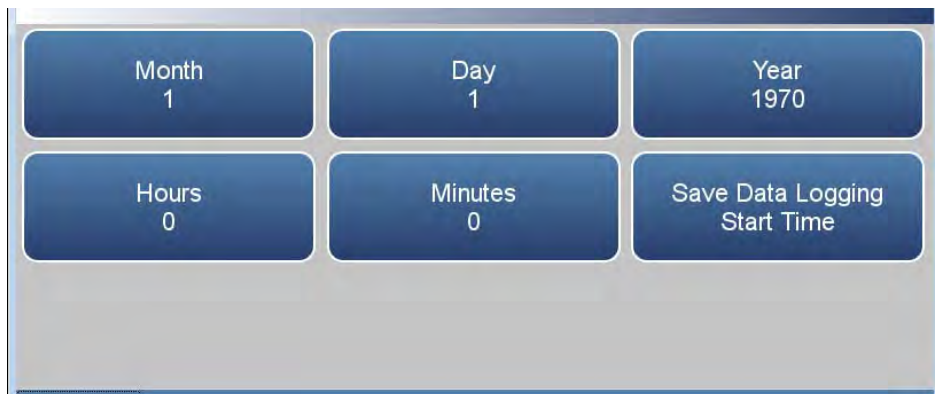 Month
1
Day
1
Year
1970
Hours
0
Minutes
0
Save Data Logging
Start Time